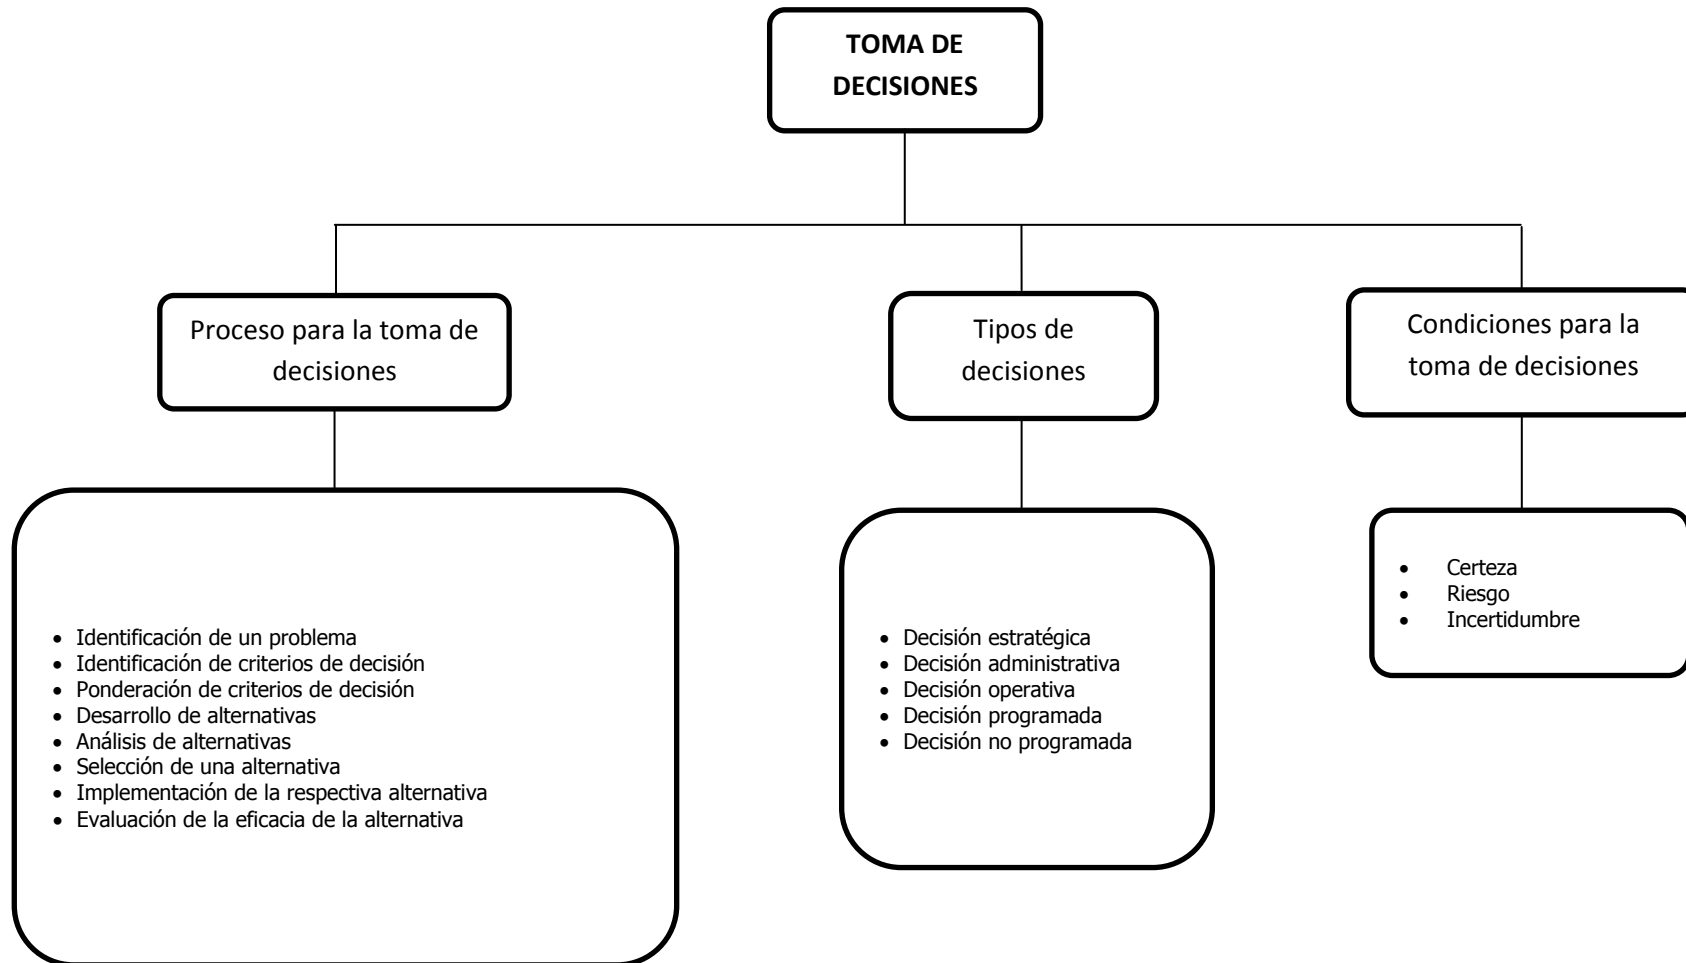 TOMA DE
DECISIONES
Proceso para la toma de
decisiones
Tipos de
decisiones
Condiciones para la
toma de decisiones
• Identificación de un problema
• Identificación de criterios de decisión
• Ponderación de criterios de decisión
• Desarrollo de alternativas
• Análisis de alternativas
• Selección de una alternativa
• Implementación de la respectiva alternativa
• Evaluación de la eficacia de la alternativa
• Decisión estratégica
• Decisión administrativa
• Decisión operativa
• Decisión programada
• Decisión no programada
• Certeza
• Riesgo
• Incertidumbre